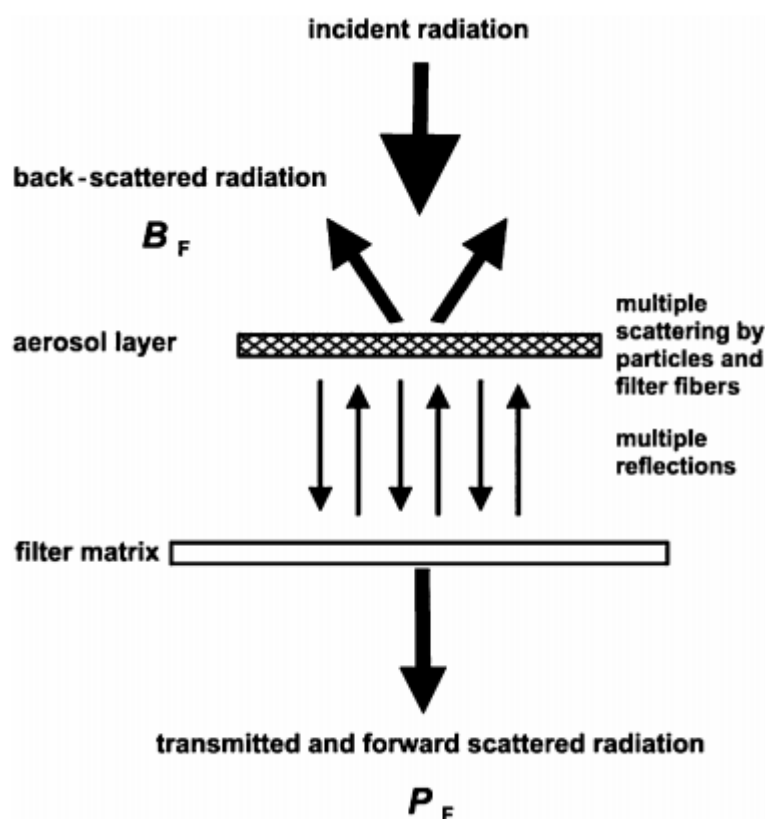 incident radiation
back-scattered radiation
B F
aerosol layer
multiple
scattering by
particles and
filter fibers
multiple
reflections
filter matrix
transmitted and forward scattered radiation
P F